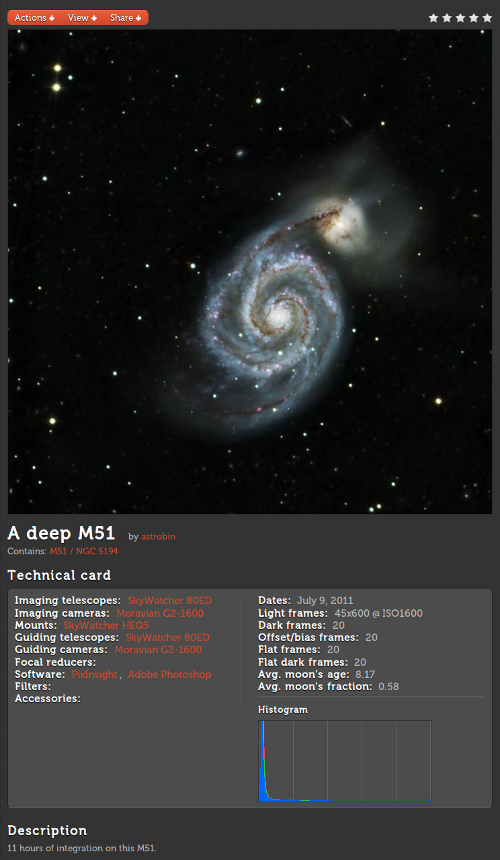 Actions View Share
A deep M51 by astrobin
Contains: M51 / NGC 5194
Technical card
Imaging telescopes: SkyWatcher 80ED
Imaging cameras: Moravian G2-1600
Mounts: SkyWatcher HEQ5
Guiding telescopes: SkyWatcher 80ED
Guiding cameras: Moravian G2-1600
Focal reducers:
Software: PixInsight, Adobe Photoshop
Filters:
Accessories:
Dates: July 9, 2011
Light frames: 45x600 @ ISO1600
Dark frames: 20
Offset/bias frames: 20
Flat frames: 20
Flat dark frames: 20
Avg. moon's age: 8.17
Avg. moon's fraction: 0.58
Histogram
Description
11 hours of integration on this M51.